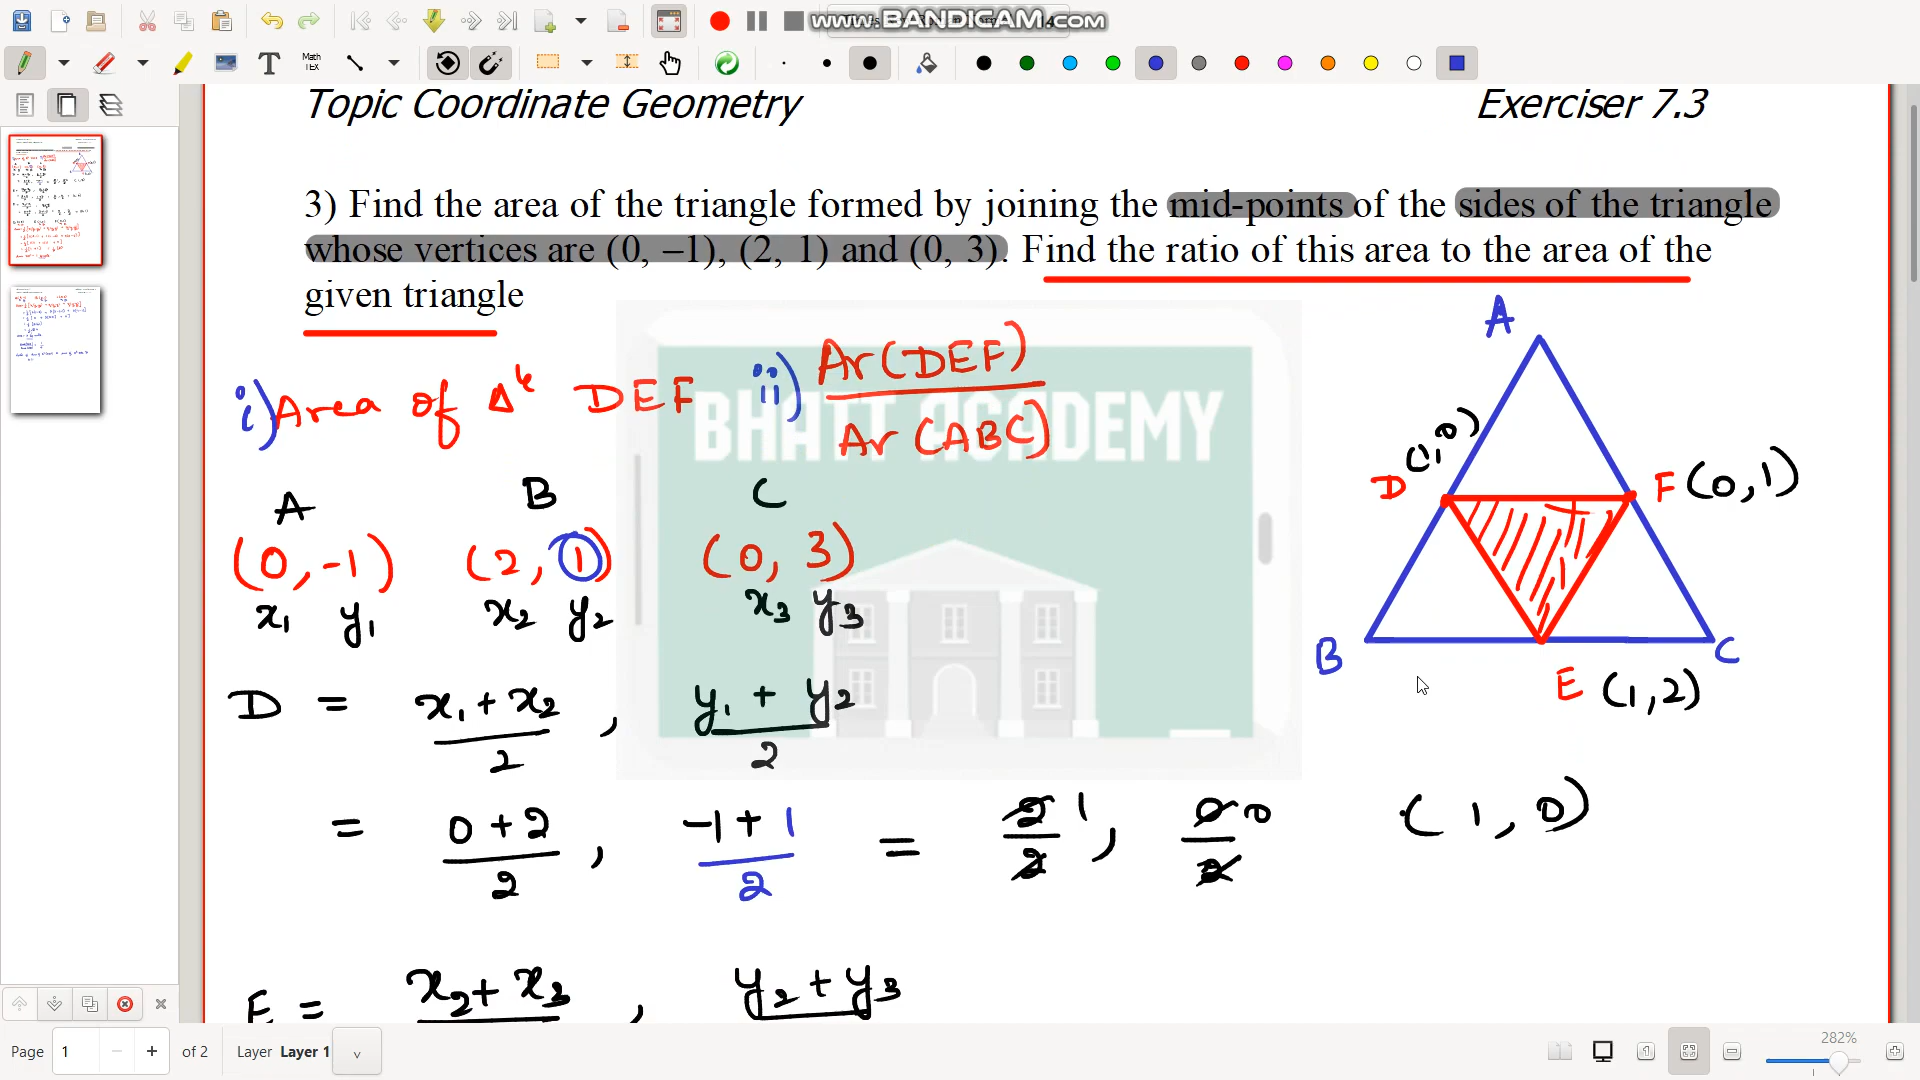 WWW.BANDICAM.COM
Math
TEX
Topic Coordinate Geometry Exerciser 7.3
3) Find the area of the triangle formed by joining the mid-points of the sides of the triangle
whose vertices are (0, –1), (2, 1) and (0, 3). Find the ratio of this area to the area of the
given triangle
i) Area of Δle DEF ii) Ar(DEF)
Ar(ABC)
BHATT ACADEMY
A B C
(0, -1) (2, 1) (0, 3)
x1 y1 x2 y2 x3 y3
D = x1 + x2 , y1 + y2
2 2
= 0 + 2 , -1 + 1 = 2 1 , 0 0 (1, 0)
2 2 2 2
E = x2 + x3 , y2 + y3
A
D (1,0)
F (0,1)
B
C
E (1,2)
Page 1 of 2 Layer Layer 1 282%